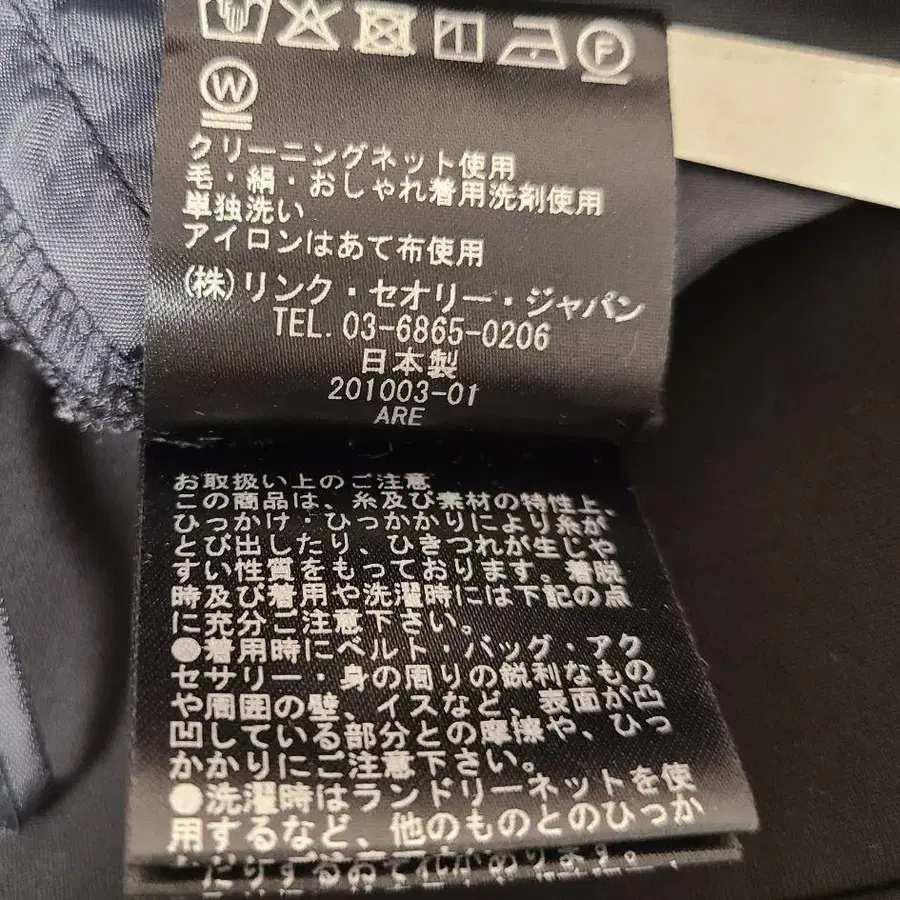 F
W
クリーニングネット使用
毛・絹・おしゃれ着用洗剤使用
単独洗い
アイロンはあて布使用
(株)リンク・セオリー・ジャパン
TEL.03-6865-0206
日本製
201003-01
ARE
お取扱い上のご注意
この商品は、糸及び素材の特性上、
ひっかけ・ひっかかりにより糸が
とび出したり、ひきつれが生じや
すい性質をもっております。着脱
時及び着用や洗濯時には下記の点
に充分ご注意下さい。
●着用時にベルト・バッグ・アク
セサリー・身の周りの鋭利なもの
や周囲の壁、イスなど、表面が凸
凹している部分との摩擦や、ひっ
かかりにご注意下さい。
●洗濯時はランドリーネットを使
用するなど、他のものとのひっか